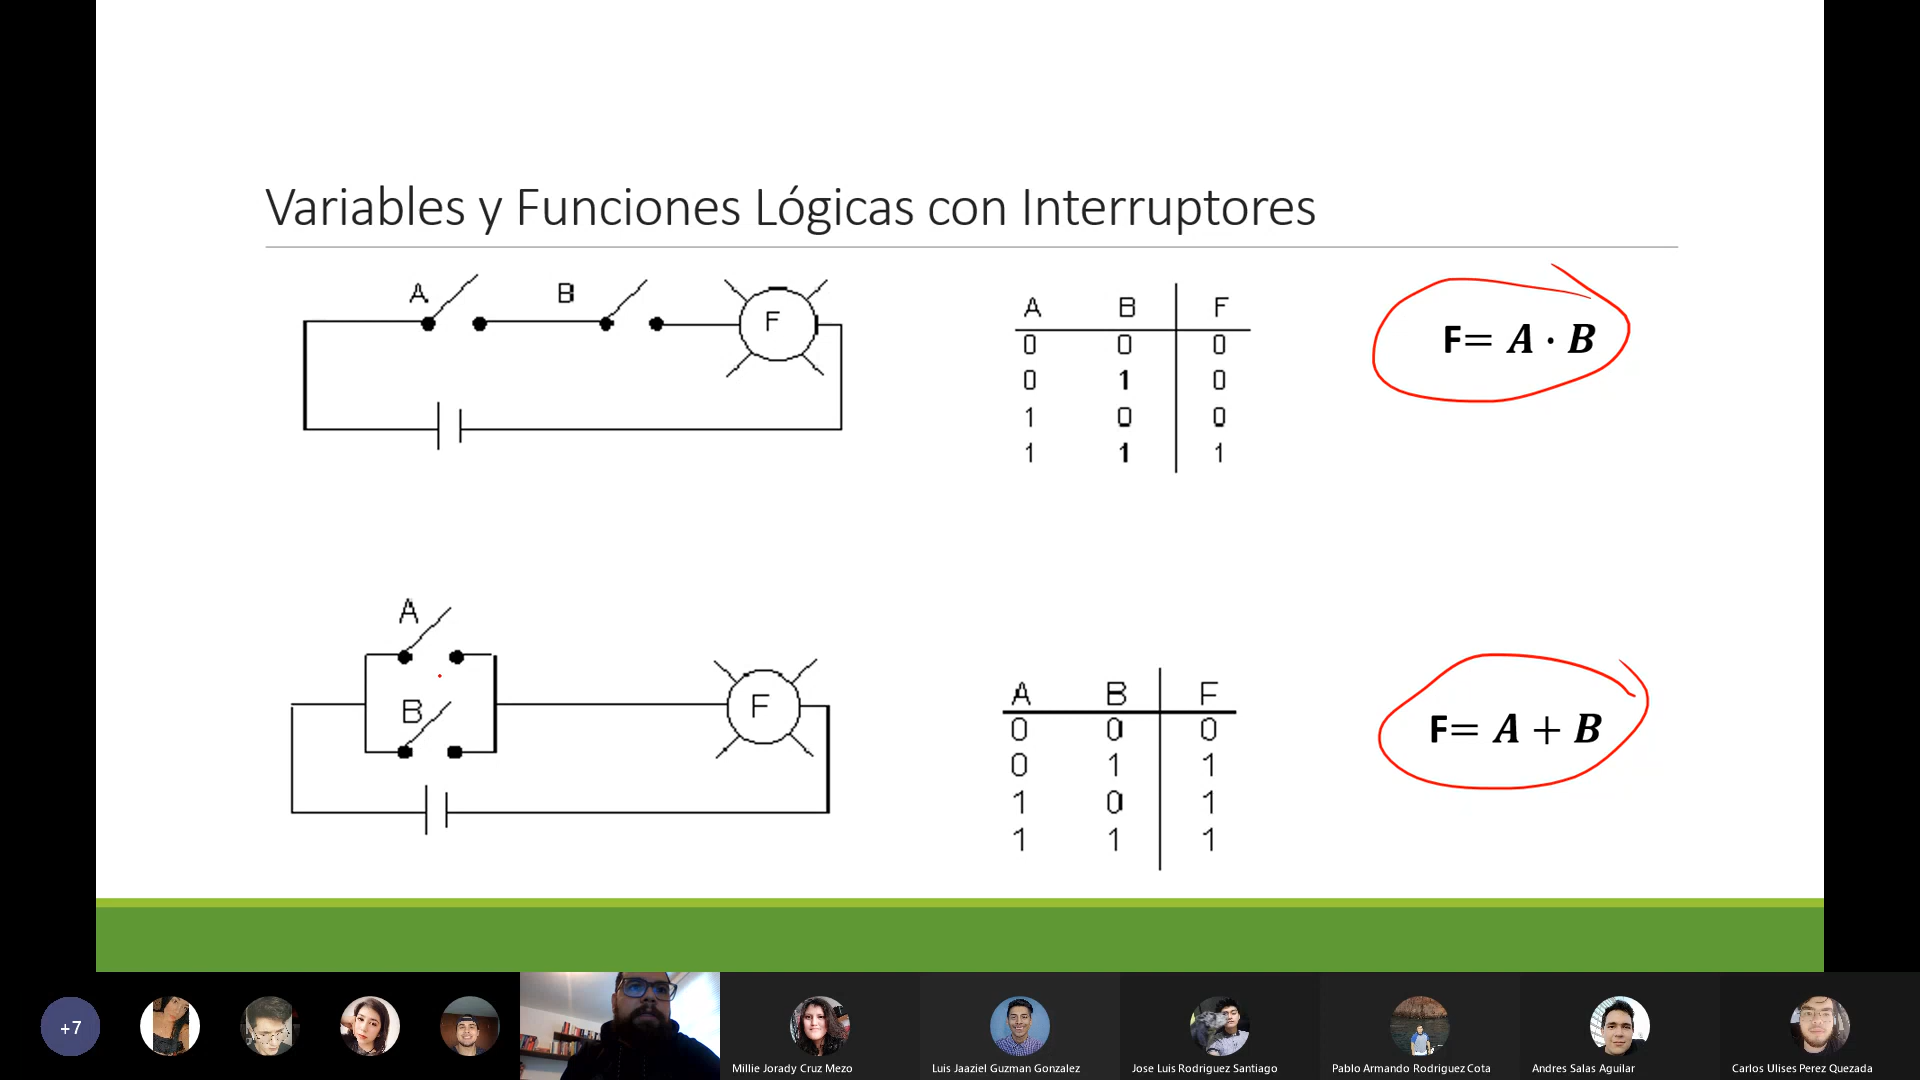 Variables y Funciones Lógicas con Interruptores
A B F
A B F
0 0 0
0 1 0
1 0 0
1 1 1
F= A · B
A
B F
A B F
0 0 0
0 1 1
1 0 1
1 1 1
F= A + B
+7
Millie Jorady Cruz Mezo
Luis Jaaziel Guzman Gonzalez
Jose Luis Rodriguez Santiago
Pablo Armando Rodriguez Cota
Andres Salas Aguilar
Carlos Ulises Perez Quezada